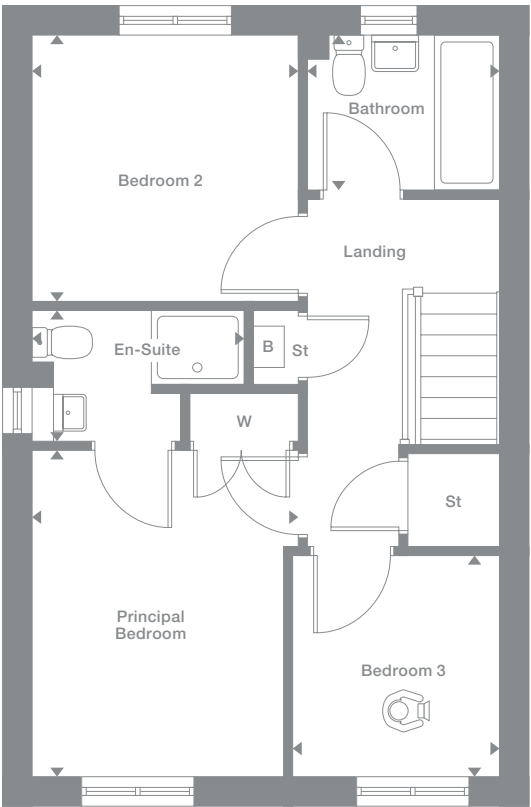 Bathroom
Bedroom 2
Landing
En-Suite
B
St
W
St
Principal
Bedroom
Bedroom 3